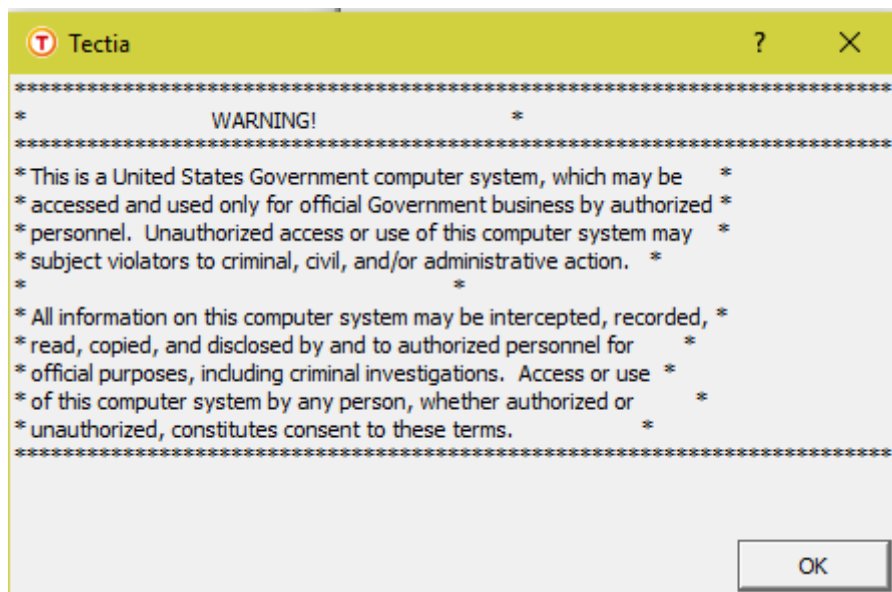 T Tectia ? ×
************************************************************************
* WARNING! *
************************************************************************
* This is a United States Government computer system, which may be *
* accessed and used only for official Government business by authorized *
* personnel.  Unauthorized access or use of this computer system may *
* subject violators to criminal, civil, and/or administrative action. *
* *
* All information on this computer system may be intercepted, recorded, *
* read, copied, and disclosed by and to authorized personnel for *
* official purposes, including criminal investigations.  Access or use *
* of this computer system by any person, whether authorized or *
* unauthorized, constitutes consent to these terms. *
************************************************************************
OK